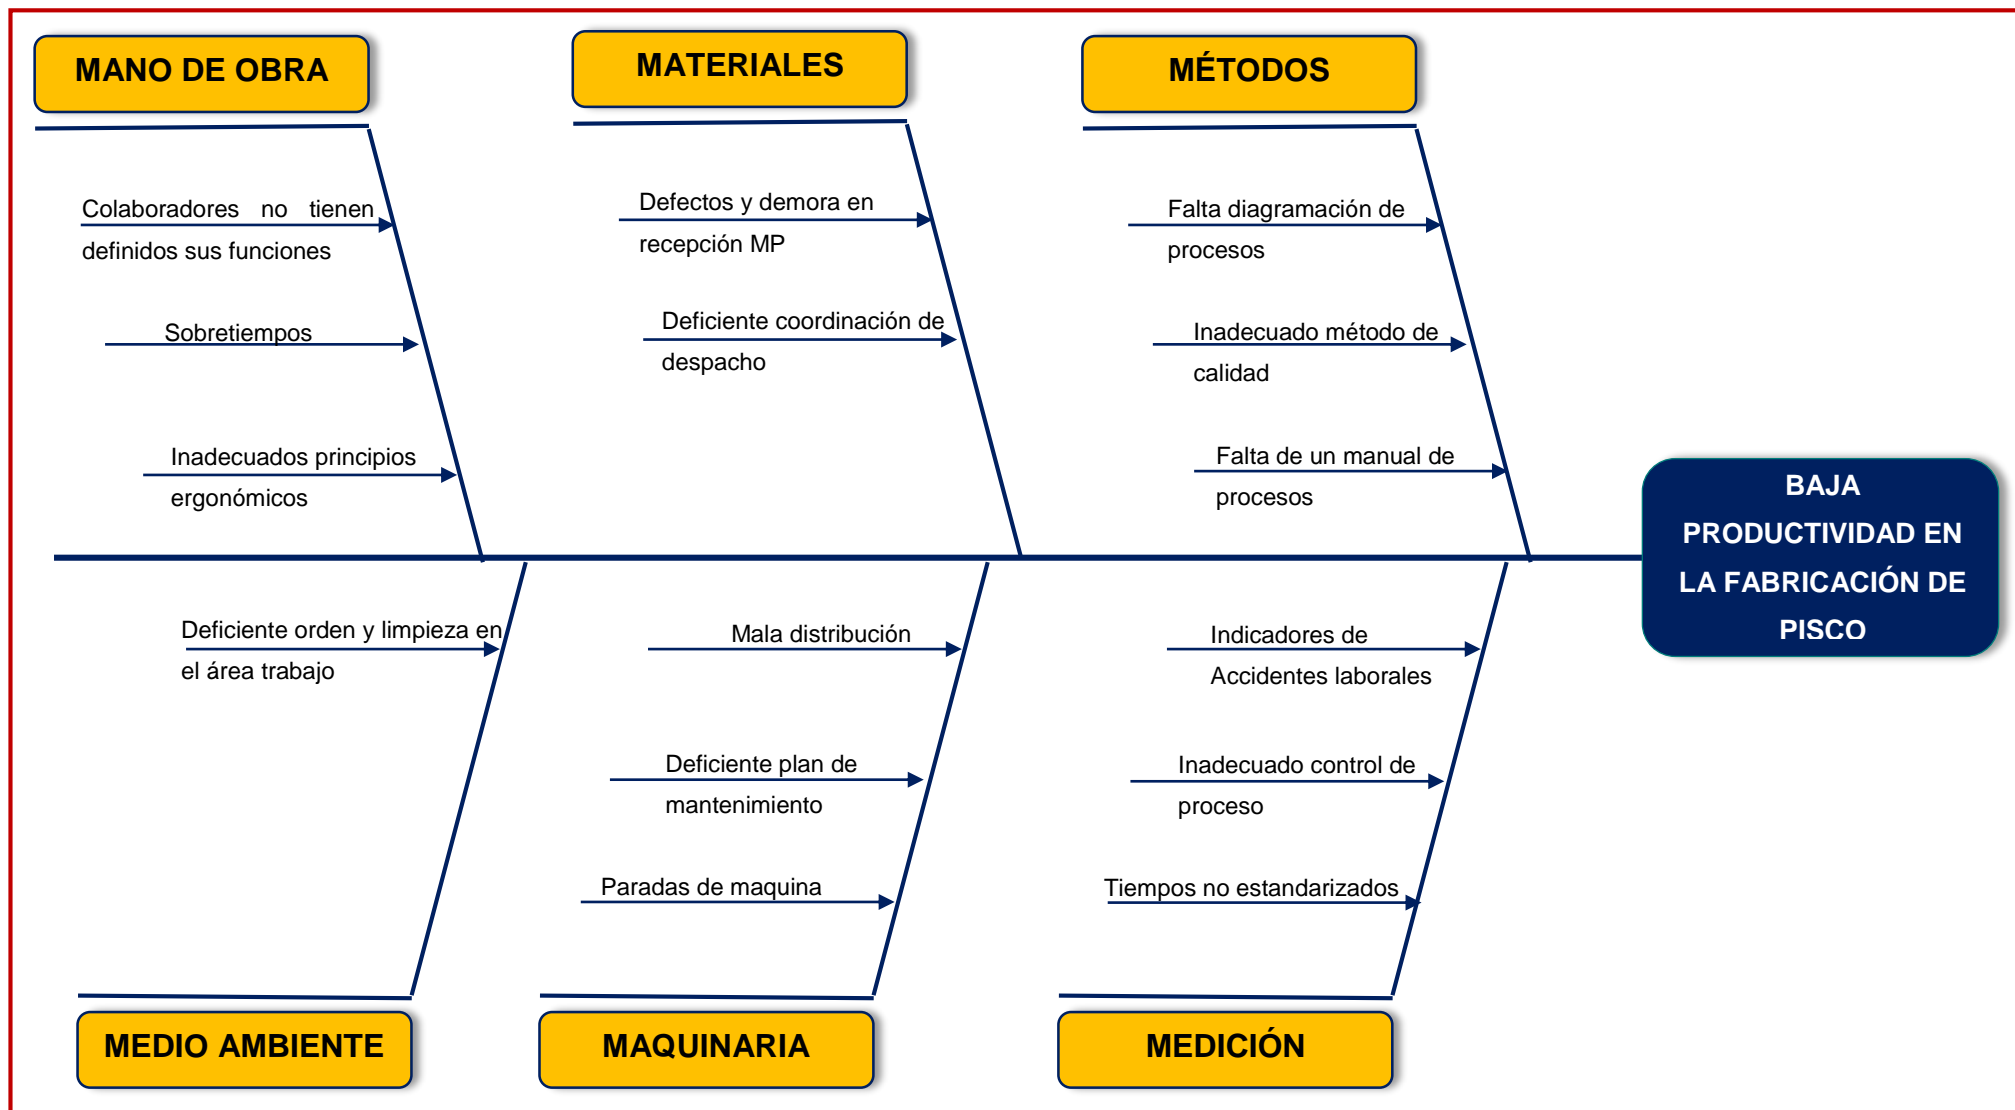 MANO DE OBRA
MATERIALES
MÉTODOS
Colaboradores no tienen
definidos sus funciones
Sobretiempos
Inadecuados principios
ergonómicos
Defectos y demora en
recepción MP
Deficiente coordinación de
despacho
Falta diagramación de
procesos
Inadecuado método de
calidad
Falta de un manual de
procesos
BAJA
PRODUCTIVIDAD EN
LA FABRICACIÓN DE
PISCO
Deficiente orden y limpieza en
el área trabajo
Mala distribución
Deficiente plan de
mantenimiento
Paradas de maquina
Indicadores de
Accidentes laborales
Inadecuado control de
proceso
Tiempos no estandarizados
MEDIO AMBIENTE
MAQUINARIA
MEDICIÓN